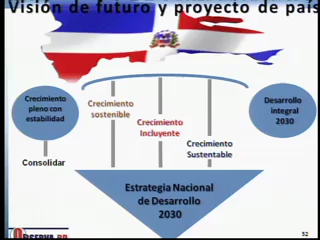 Visión de futuro y proyecto de país
Crecimiento
pleno con
estabilidad
Consolidar
Crecimiento
sostenible
Crecimiento
Incluyente
Crecimiento
Sustentable
Desarrollo
integral
2030
Estrategia Nacional
de Desarrollo
2030
52